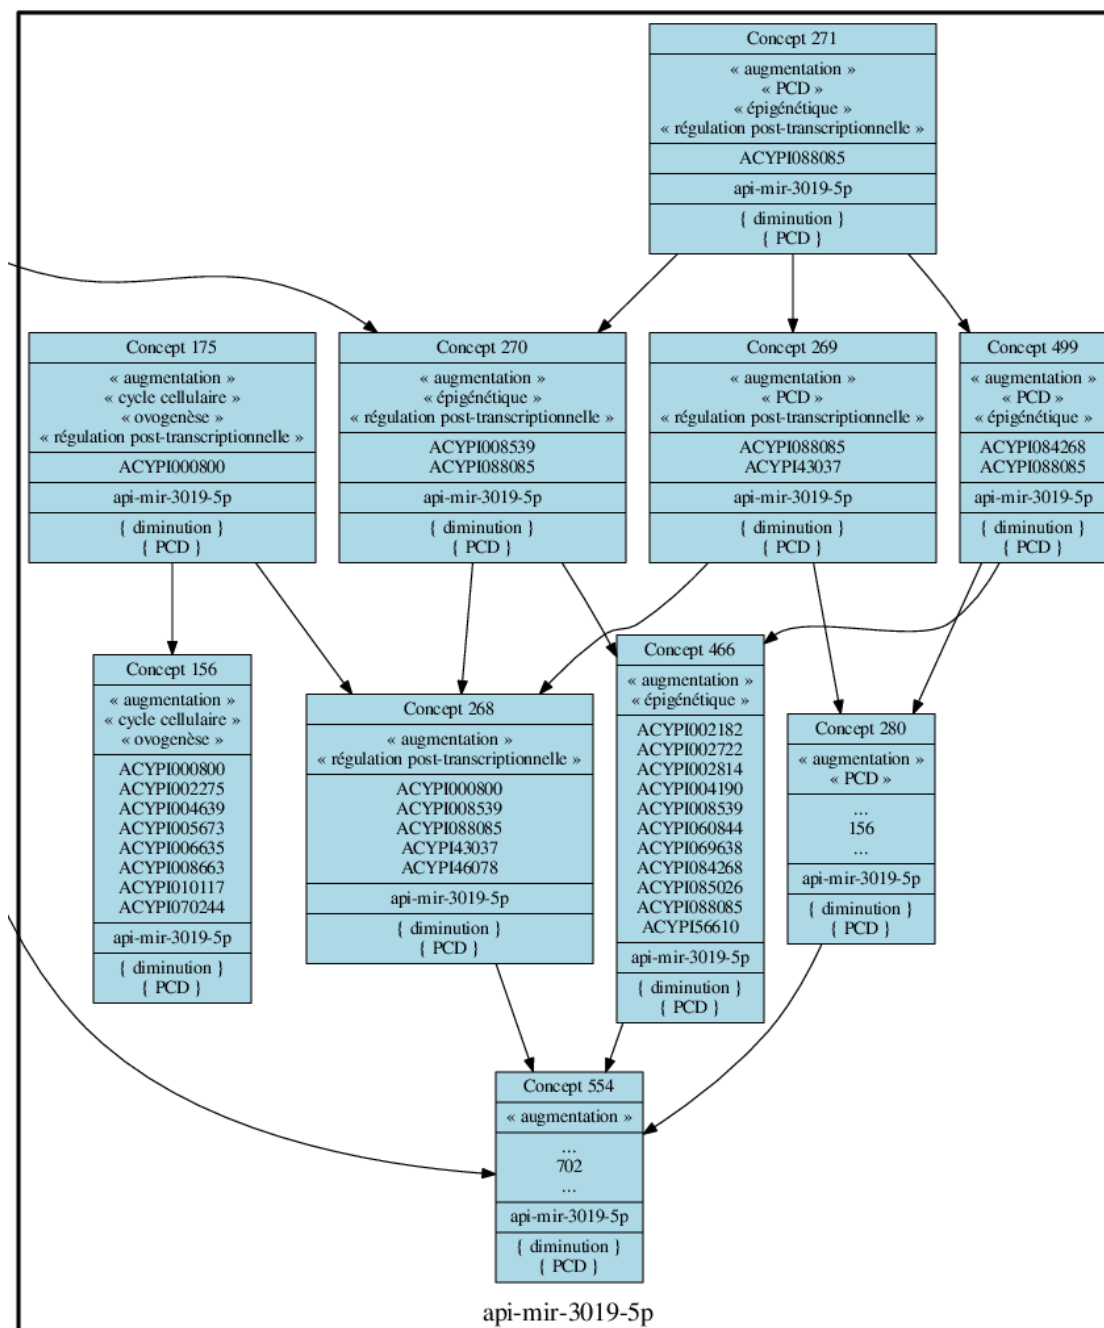 Concept 271
« augmentation »
« PCD »
« épigénétique »
« régulation post-transcriptionnelle »
ACYPI088085
api-mir-3019-5p
{ diminution }
{ PCD }
Concept 175
« augmentation »
« cycle cellulaire »
« ovogenèse »
« régulation post-transcriptionnelle »
ACYPI000800
api-mir-3019-5p
{ diminution }
{ PCD }
Concept 270
« augmentation »
« épigénétique »
« régulation post-transcriptionnelle »
ACYPI008539
ACYPI088085
api-mir-3019-5p
{ diminution }
{ PCD }
Concept 269
« augmentation »
« PCD »
« régulation post-transcriptionnelle »
ACYPI088085
ACYPI43037
api-mir-3019-5p
{ diminution }
{ PCD }
Concept 499
« augmentation »
« PCD »
« épigénétique »
ACYPI084268
ACYPI088085
api-mir-3019-5p
{ diminution }
{ PCD }
Concept 156
« augmentation »
« cycle cellulaire »
« ovogenèse »
ACYPI000800
ACYPI002275
ACYPI004639
ACYPI005673
ACYPI006635
ACYPI008663
ACYPI010117
ACYPI070244
api-mir-3019-5p
{ diminution }
{ PCD }
Concept 268
« augmentation »
« régulation post-transcriptionnelle »
ACYPI000800
ACYPI008539
ACYPI088085
ACYPI43037
ACYPI46078
api-mir-3019-5p
{ diminution }
{ PCD }
Concept 466
« augmentation »
« épigénétique »
ACYPI002182
ACYPI002722
ACYPI002814
ACYPI004190
ACYPI008539
ACYPI060844
ACYPI069638
ACYPI084268
ACYPI085026
ACYPI088085
ACYPI56610
api-mir-3019-5p
{ diminution }
{ PCD }
Concept 280
« augmentation »
« PCD »
...
156
...
api-mir-3019-5p
{ diminution }
{ PCD }
Concept 554
« augmentation »
...
702
...
api-mir-3019-5p
{ diminution }
{ PCD }
api-mir-3019-5p